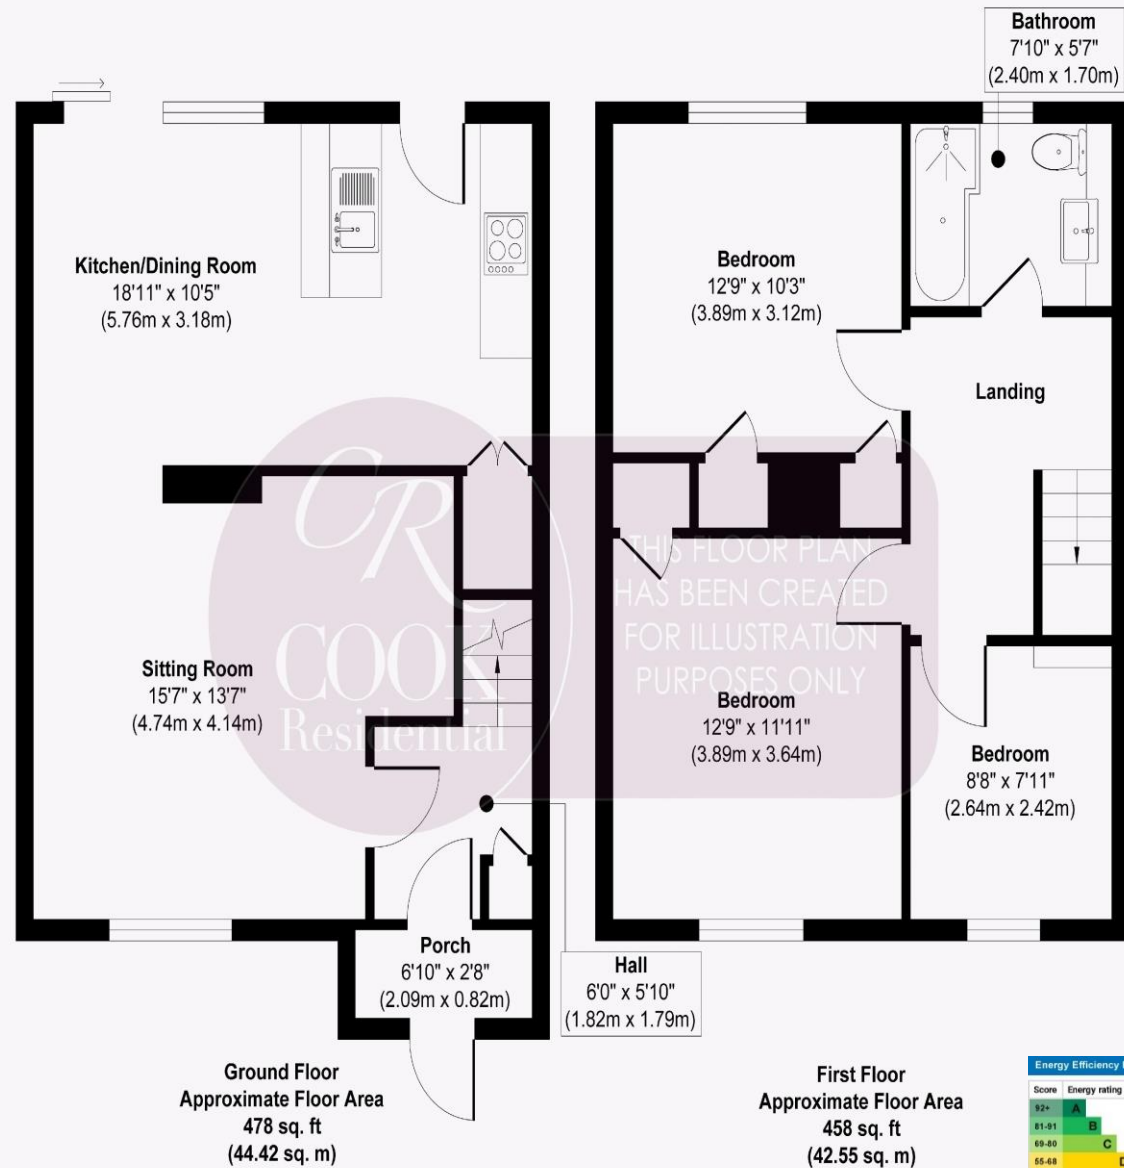 Bathroom
7'10" x 5'7"
(2.40m x 1.70m)
Kitchen/Dining Room
18'11" x 10'5"
(5.76m x 3.18m)
Bedroom
12'9" x 10'3"
(3.89m x 3.12m)
Landing
CR
COOK
Residential
THIS FLOOR PLAN
HAS BEEN CREATED
FOR ILLUSTRATION
PURPOSES ONLY
Sitting Room
15'7" x 13'7"
(4.74m x 4.14m)
Bedroom
12'9" x 11'11"
(3.89m x 3.64m)
Bedroom
8'8" x 7'11"
(2.64m x 2.42m)
Porch
6'10" x 2'8"
(2.09m x 0.82m)
Hall
6'0" x 5'10"
(1.82m x 1.79m)
Ground Floor
Approximate Floor Area
478 sq. ft
(44.42 sq. m)
First Floor
Approximate Floor Area
458 sq. ft
(42.55 sq. m)
Energy Efficiency
Score Energy rating
92+ A
81-91 B
69-80 C
55-68 D